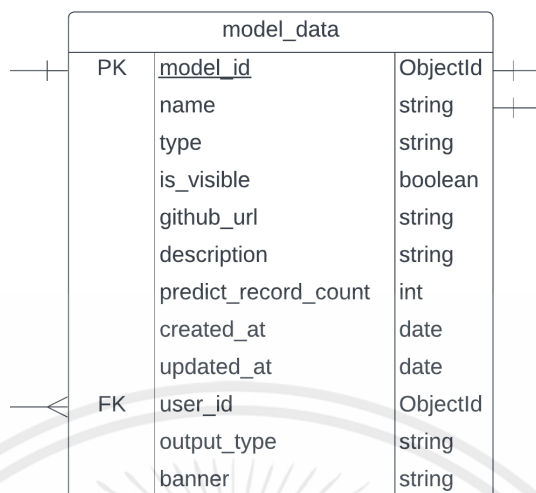 model_data
PK model_id ObjectId
name string
type string
is_visible boolean
github_url string
description string
predict_record_count int
created_at date
updated_at date
FK user_id ObjectId
output_type string
banner string